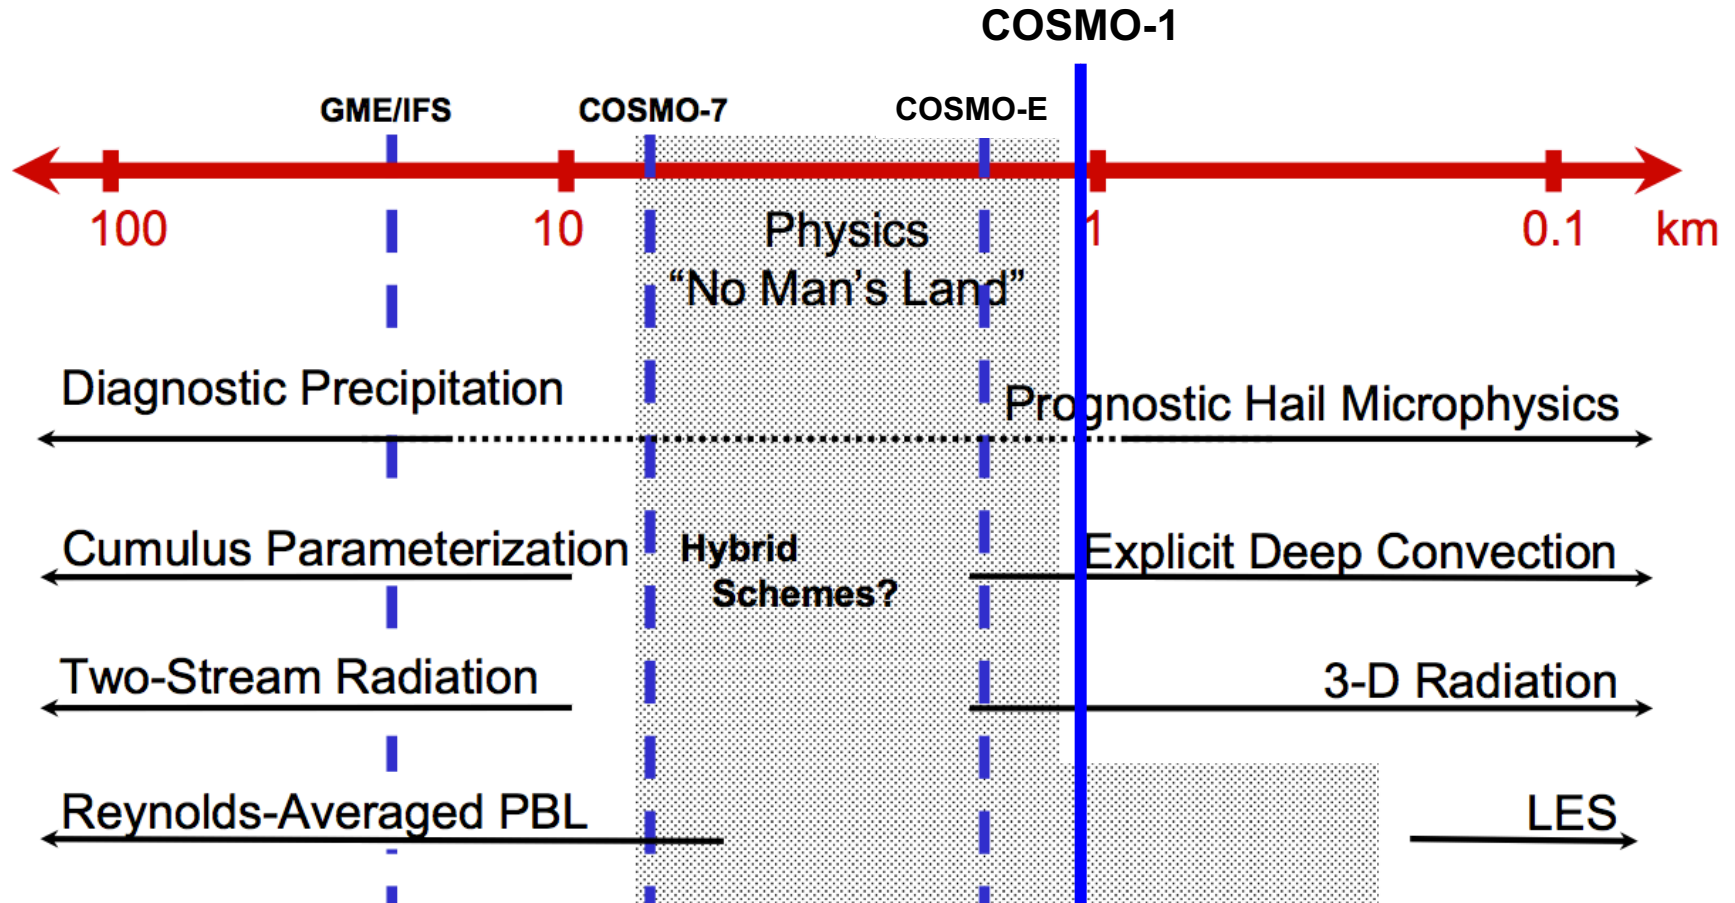 COSMO-1
GME/IFS
COSMO-7
COSMO-E
100
10
1
0.1
km
Physics
“No Man’s Land”
Diagnostic Precipitation
Prognostic Hail Microphysics
Cumulus Parameterization
Hybrid
Schemes?
Explicit Deep Convection
Two-Stream Radiation
3-D Radiation
Reynolds-Averaged PBL
LES